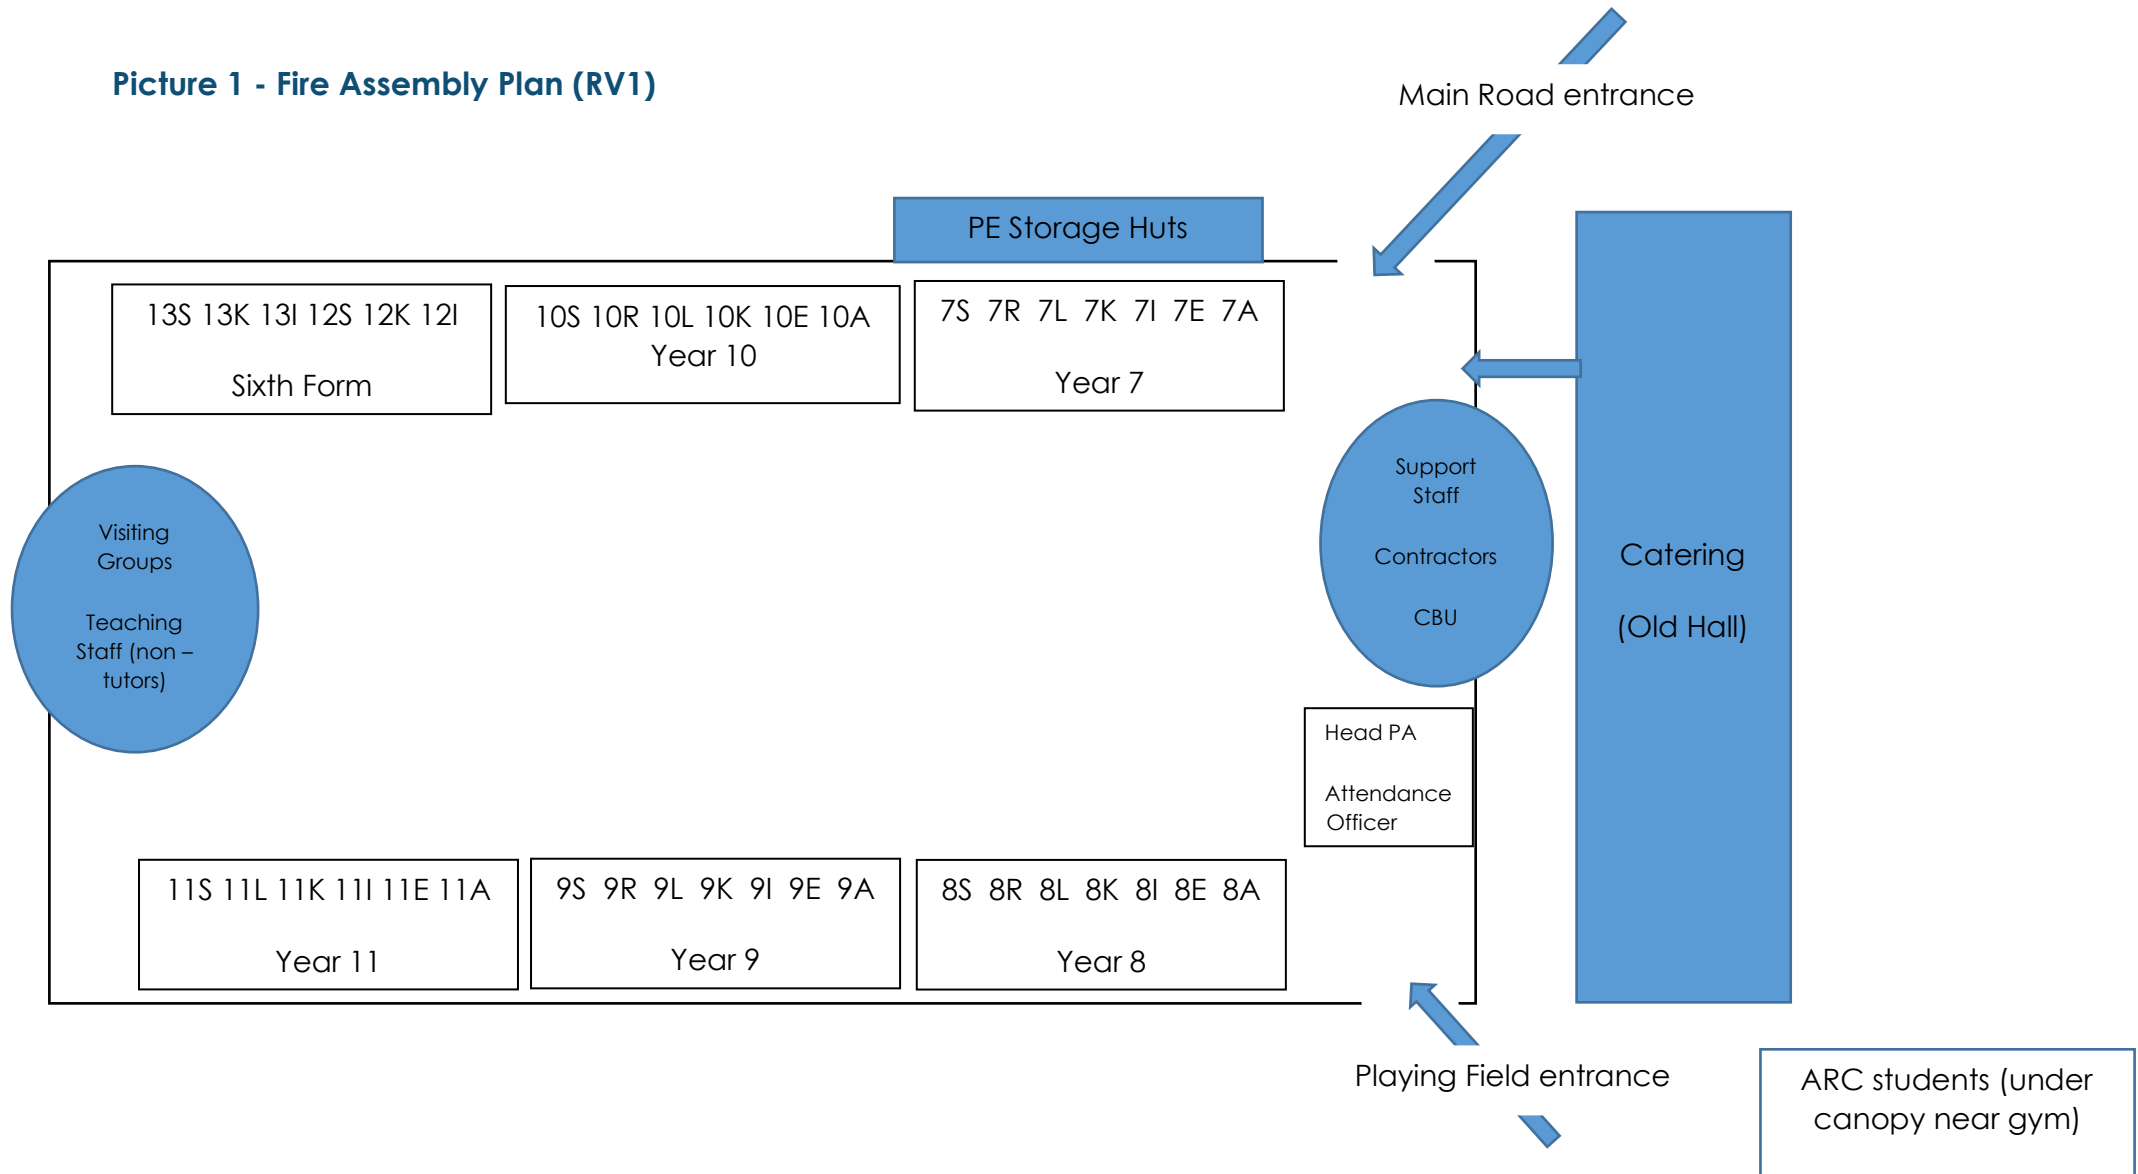 Picture 1 - Fire Assembly Plan (RV1)
Main Road entrance
PE Storage Huts
13S 13K 13I 12S 12K 12I
Sixth Form
10S 10R 10L 10K 10E 10A
Year 10
7S 7R 7L 7K 7I 7E 7A
Year 7
Visiting
Groups
Teaching
Staff (non –
tutors)
Support
Staff
Contractors
CBU
Catering
(Old Hall)
Head PA
Attendance
Officer
11S 11L 11K 11I 11E 11A
Year 11
9S 9R 9L 9K 9I 9E 9A
Year 9
8S 8R 8L 8K 8I 8E 8A
Year 8
Playing Field entrance
ARC students (under
canopy near gym)